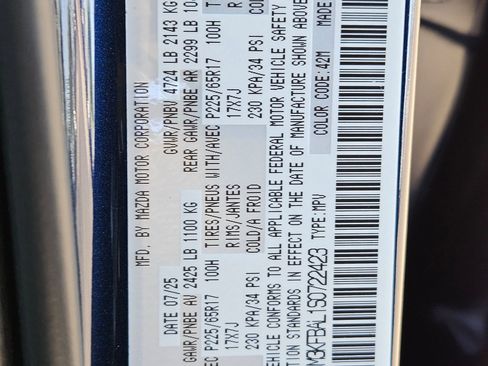 MFD. BY MAZDA MOTOR CORPORATION
DATE 07/25 GVWR/PNBV 4724 LB 2143 KG
GAWR/PNBE AV 2425 LB 1100 KG REAR GAWR/PNBE AR 2299 LB
P225/65R17 100H TIRES/PNEUS WITH/AVEC P225/65R17 100H
17X7J RIMS/JANTES 17X7J
230 KPA/34 PSI COLD/A FROID 230 KPA/34 PSI
VEHICLE CONFORMS TO ALL APPLICABLE FEDERAL MOTOR VEHICLE SAFETY
STANDARDS IN EFFECT ON THE DATE OF MANUFACTURE SHOWN ABOVE
M3KFBAL1S0722423 TYPE:MPV COLOR CODE:42M MADE